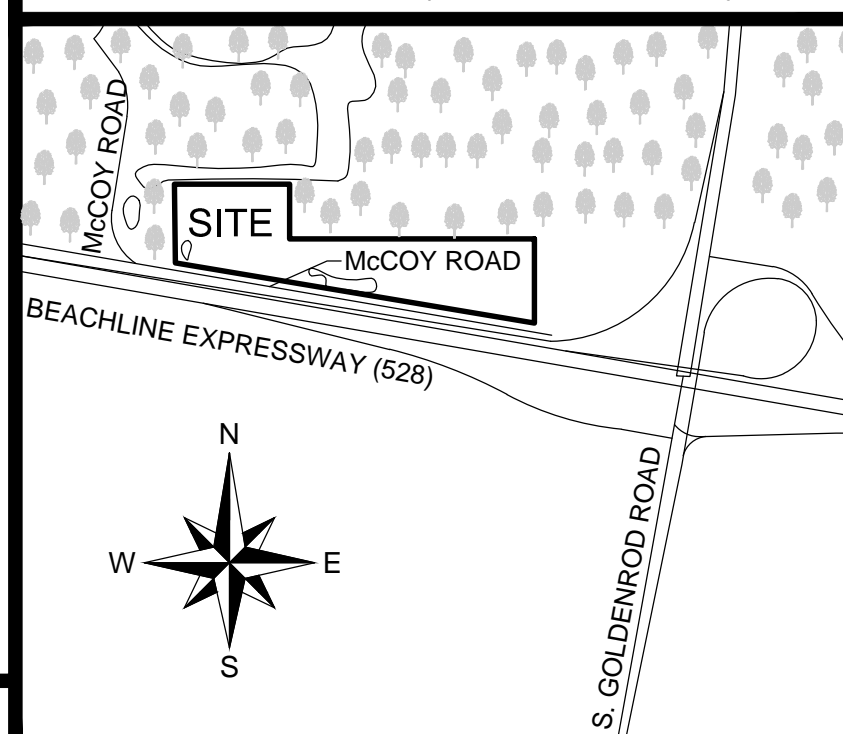 McCOY ROAD
SITE
McCOY ROAD
BEACHLINE EXPRESSWAY (528)
N
W
E
S
S. GOLDENROD ROAD